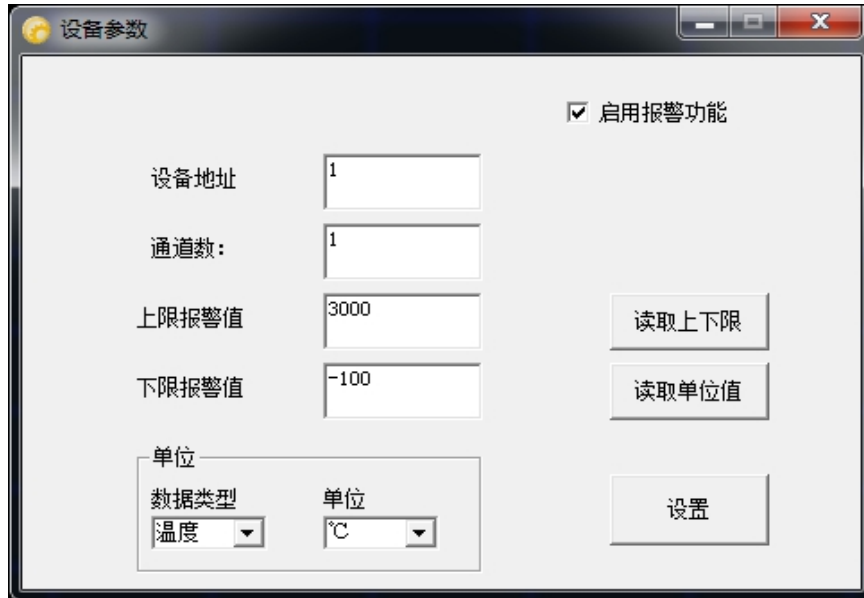 设备参数
启用报警功能
设备地址 1
通道数: 1
上限报警值 3000 读取上下限
下限报警值 -100 读取单位值
单位
数据类型 单位
温度 ℃ 设置